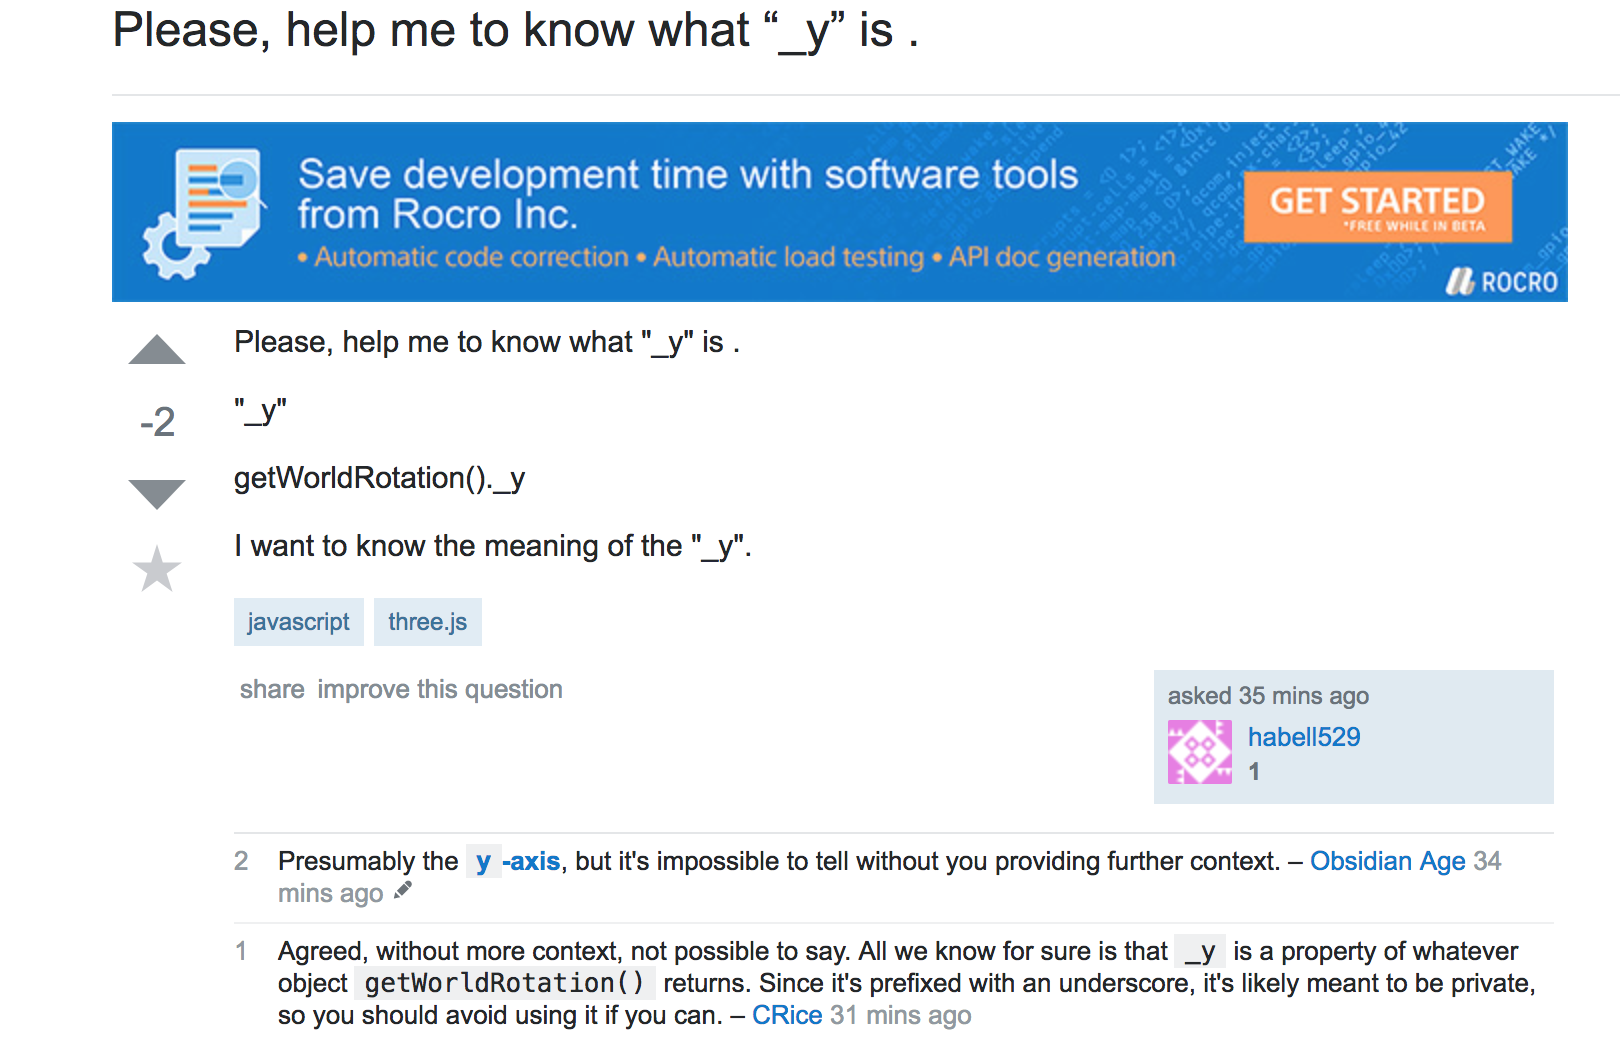 Please, help me to know what “_y” is .
Save development time with software tools
from Rocro Inc.
• Automatic code correction • Automatic load testing • API doc generation
GET STARTED
*FREE WHILE IN BETA
ROCRO
Please, help me to know what "_y" is .
-2
"_y"
getWorldRotation()._y
I want to know the meaning of the "_y".
javascript three.js
share improve this question
asked 35 mins ago
habell529
1
2 Presumably the y -axis, but it's impossible to tell without you providing further context. – Obsidian Age 34
mins ago
1 Agreed, without more context, not possible to say. All we know for sure is that _y is a property of whatever
object getWorldRotation() returns. Since it's prefixed with an underscore, it's likely meant to be private,
so you should avoid using it if you can. – CRice 31 mins ago